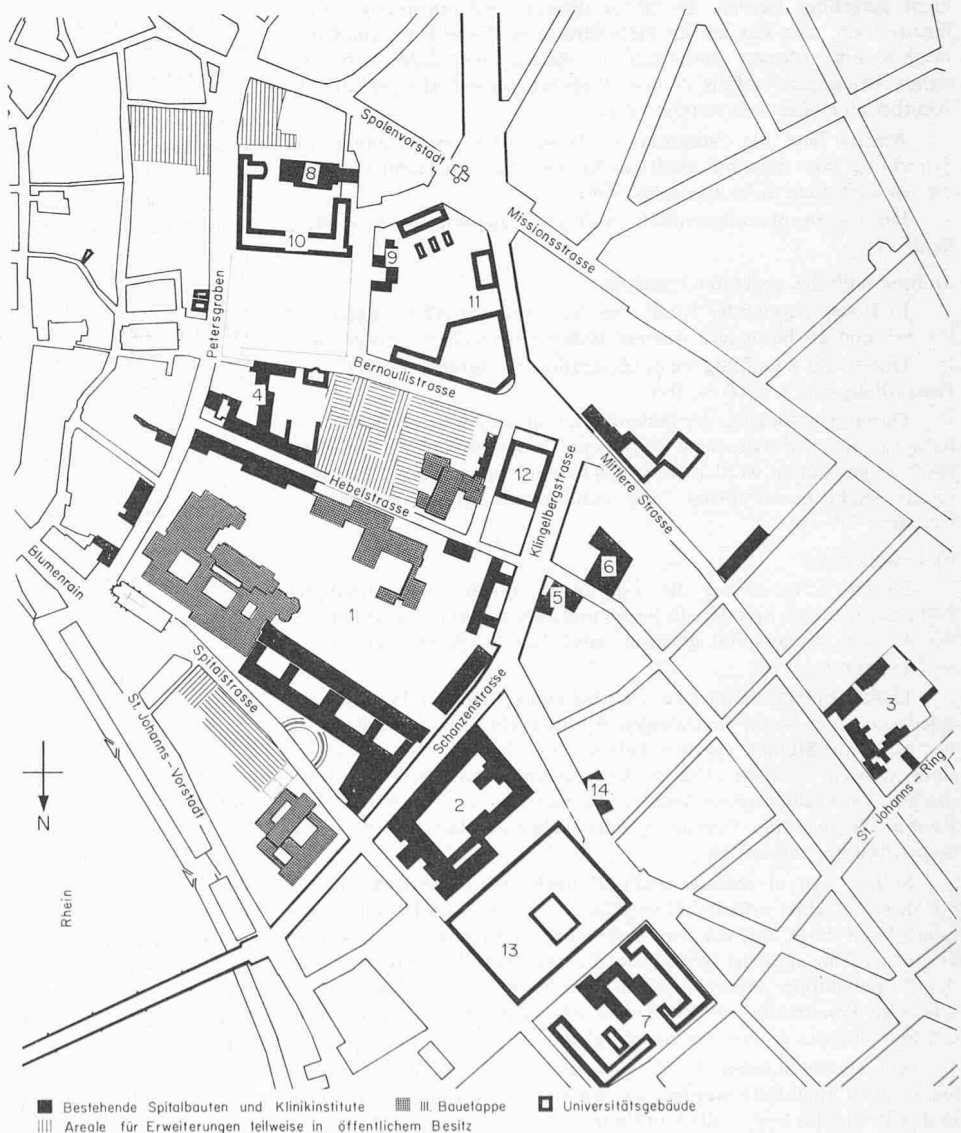 Spalenvorstadt
8
Missionsstrasse
10
9
11
Petersgraben
Bernoullistrasse
4
Hebelstrasse
12
Klingelbergstrasse
Mittlere Strasse
6
5
Blumenrain
1
Spitalstrasse
St. Johanns-Vorstadt
Schanzenstrasse
3
St. Johanns Ring
N
2
14
Rhein
13
7
Bestehende Spitalbauten und Klinikinstitute
III. Bauetappe
Universitätsgebäude
Areale für Erweiterungen teilweise in öffentlichem Besitz